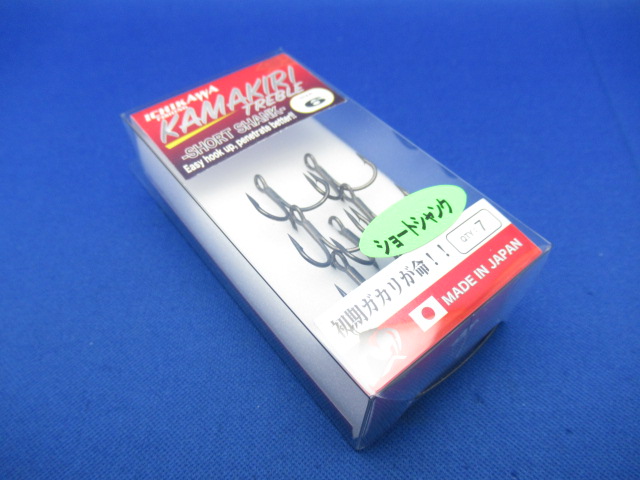 ICHIKAWA
KAMAKIRI
TREBLE
6
-SHORT SHANK-
Easy hook up, penetrate better!!
ショートシャンク
QTY. 7
初期ガカリが命！！
MADE IN JAPAN